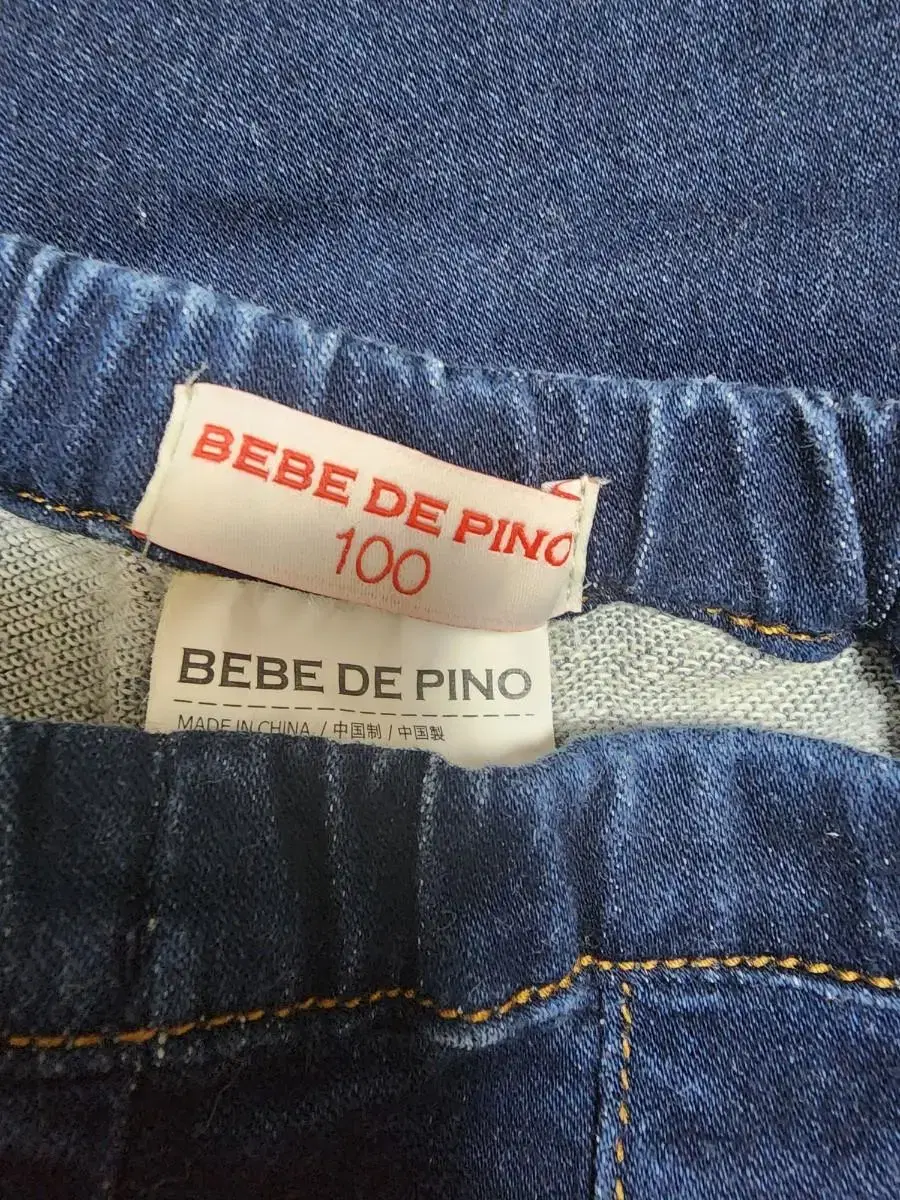 BEBE DE PINO
100
BEBE DE PINO
MADE IN CHINA / 中国制 / 中国製